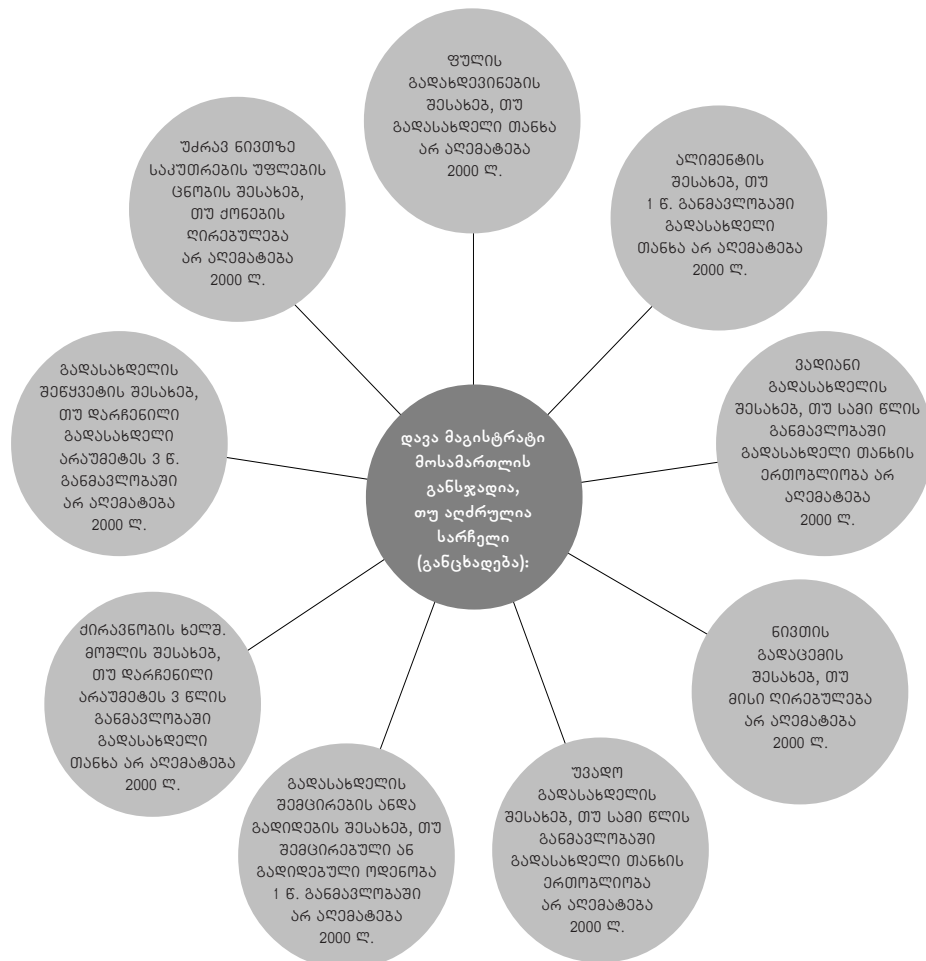 ფულის
გადახდევინების
შესახებ, თუ
გადასახდელი თანხა
არ აღემატება
2000 ლ.
ალიმენტის
შესახებ, თუ
1 წ. განმავლობაში
გადასახდელი
თანხა არ აღემატება
2000 ლ.
ვადიანი
გადასახდელის
შესახებ, თუ სამი წლის
განმავლობაში
გადასახდელი თანხის
ერთობლიობა არ
აღემატება
2000 ლ.
ნივთის
გადაცემის
შესახებ, თუ
მისი ღირებულება
არ აღემატება
2000 ლ.
უვადო
გადასახდელის
შესახებ, თუ სამი წლის
განმავლობაში
გადასახდელი თანხის
ერთობლიობა
არ აღემატება
2000 ლ.
გადასახდელის
შემცირების ანდა
გადიდების შესახებ, თუ
შემცირებული ან
გადიდებული ოდენობა
1 წ. განმავლობაში
არ აღემატება
2000 ლ.
ქირავნობის ხელშ.
მოშლის შესახებ,
თუ დარჩენილი
არაუმეტეს 3 წლის
განმავლობაში
გადასახდელი
თანხა არ აღემატება
2000 ლ.
გადასახდელის
შეწყვეტის შესახებ,
თუ დარჩენილი
გადასახდელი
არაუმეტეს 3 წ.
განმავლობაში
არ აღემატება
2000 ლ.
უძრავ ნივთზე
საკუთრების უფლების
ცნობის შესახებ,
თუ ქონების
ღირებულება
არ აღემატება
2000 ლ.
დავა მაგისტრატი
მოსამართლის
განსჯადია,
თუ აღძრულია
სარჩელი
(განცხადება):